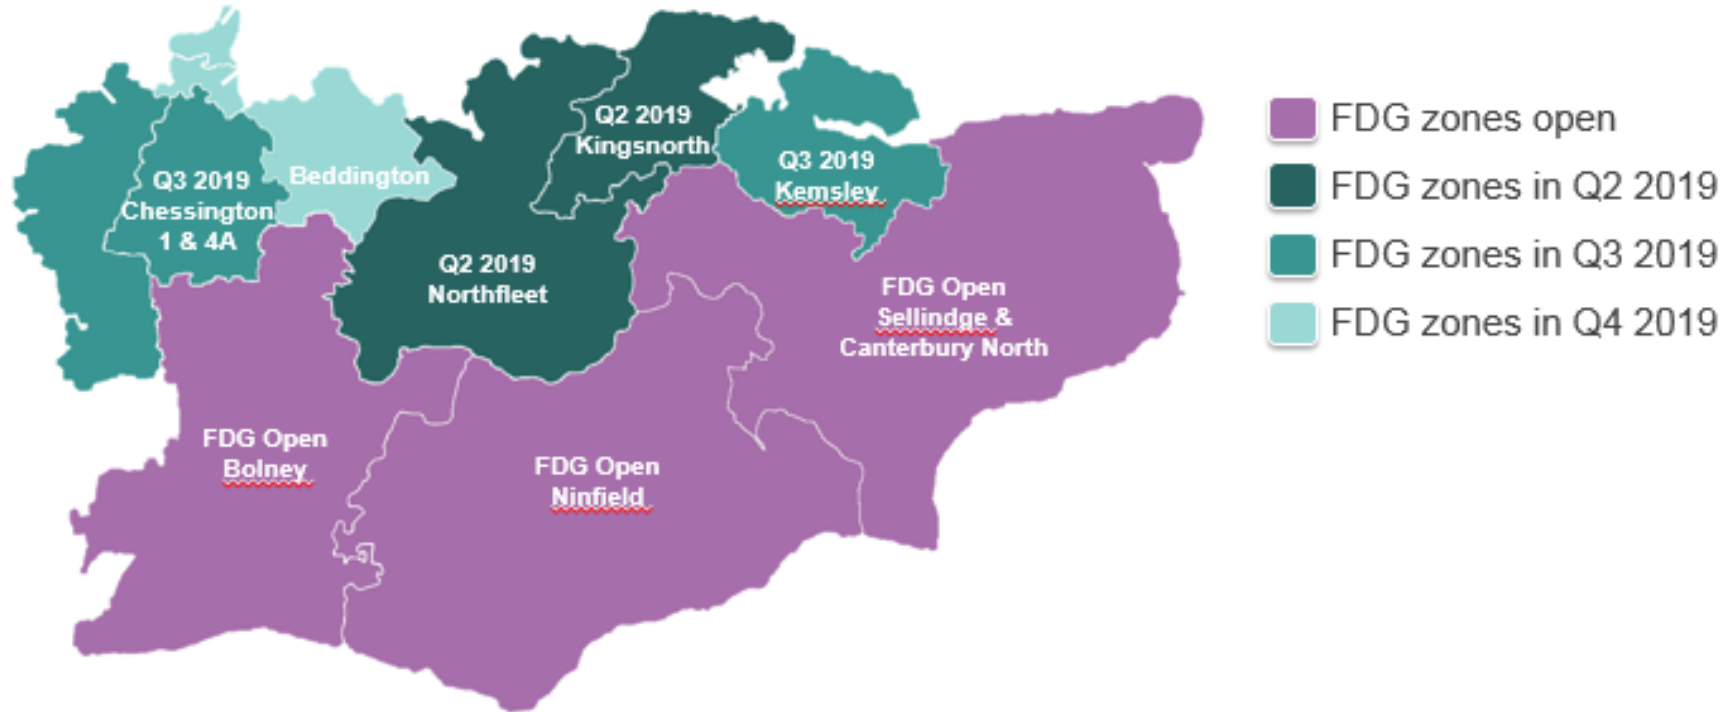 Q2 2019
Kingsnorth
Q3 2019
Kemsley
Beddington
Q3 2019
Chessington
1 & 4A
Q2 2019
Northfleet
FDG Open
Sellindge &
Canterbury North
FDG Open
Bolney
FDG Open
Ninfield
FDG zones open
FDG zones in Q2 2019
FDG zones in Q3 2019
FDG zones in Q4 2019